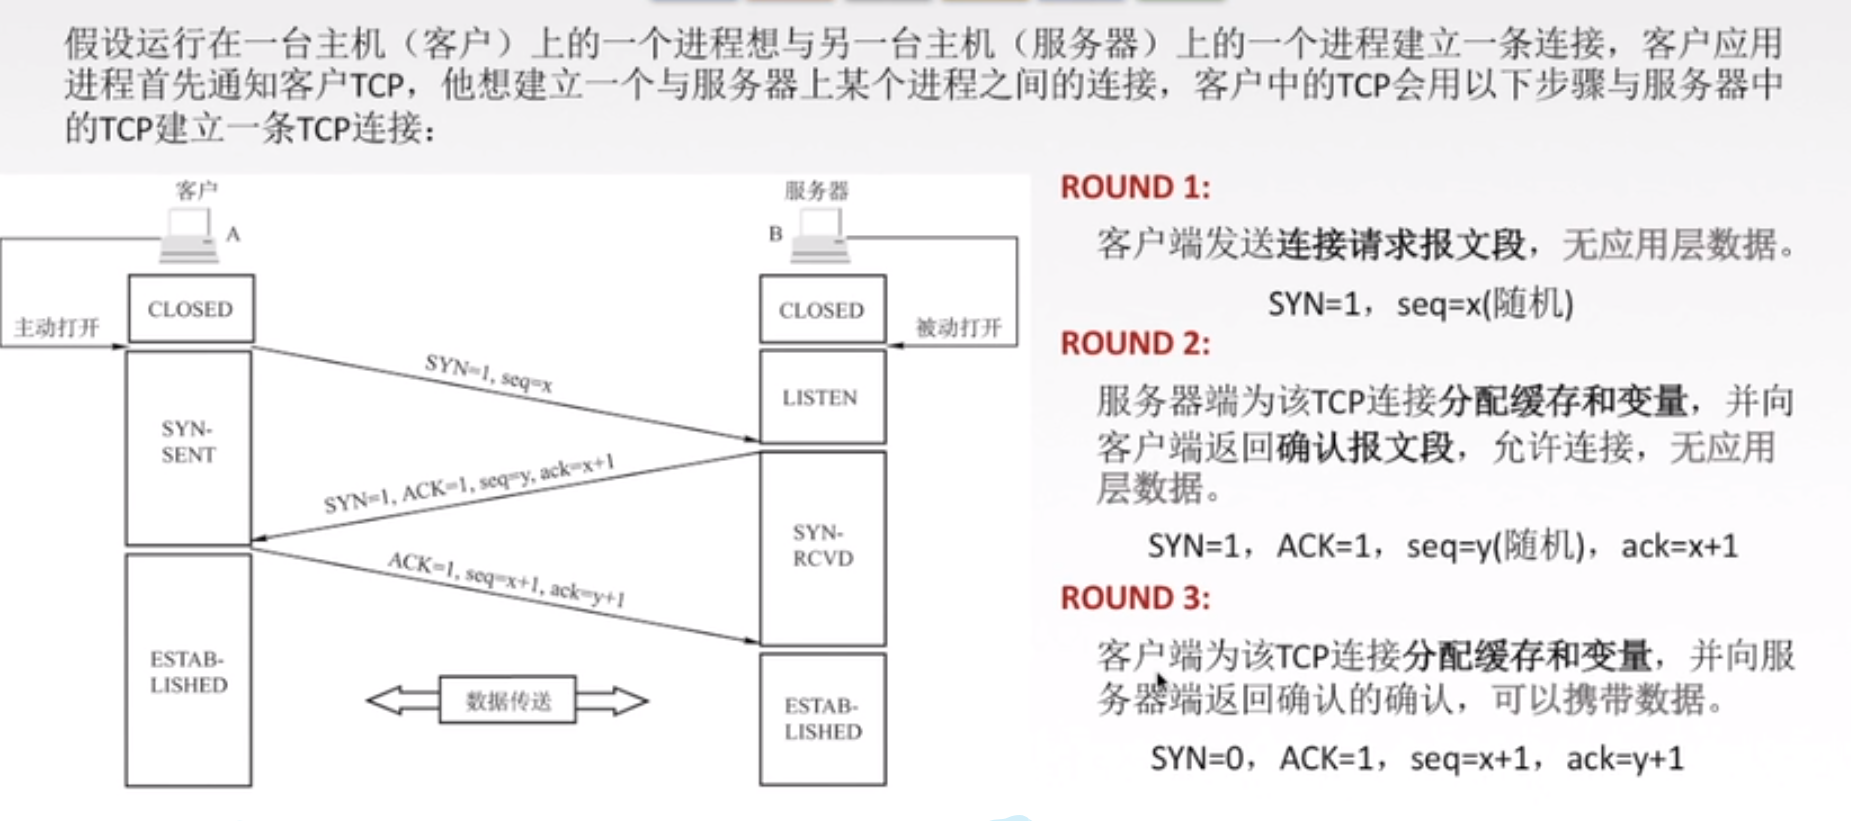 假设运行在一台主机（客户）上的一个进程想与另一台主机（服务器）上的一个进程建立一条连接，客户应用
进程首先通知客户TCP，他想建立一个与服务器上某个进程之间的连接，客户中的TCP会用以下步骤与服务器中
的TCP建立一条TCP连接：
客户
A
服务器
B
CLOSED
CLOSED
主动打开
被动打开
SYN=1, seq=x
LISTEN
SYN-
SENT
SYN=1, ACK=1, seq=y, ack=x+1
SYN-
RCVD
ACK=1, seq=x+1, ack=y+1
ESTAB-
LISHED
数据传送
ESTAB-
LISHED
ROUND 1:
客户端发送连接请求报文段，无应用层数据。
SYN=1，seq=x(随机)
ROUND 2:
服务器端为该TCP连接分配缓存和变量，并向
客户端返回确认报文段，允许连接，无应用
层数据。
SYN=1，ACK=1，seq=y(随机)，ack=x+1
ROUND 3:
客户端为该TCP连接分配缓存和变量，并向服
务器端返回确认的确认，可以携带数据。
SYN=0，ACK=1，seq=x+1，ack=y+1